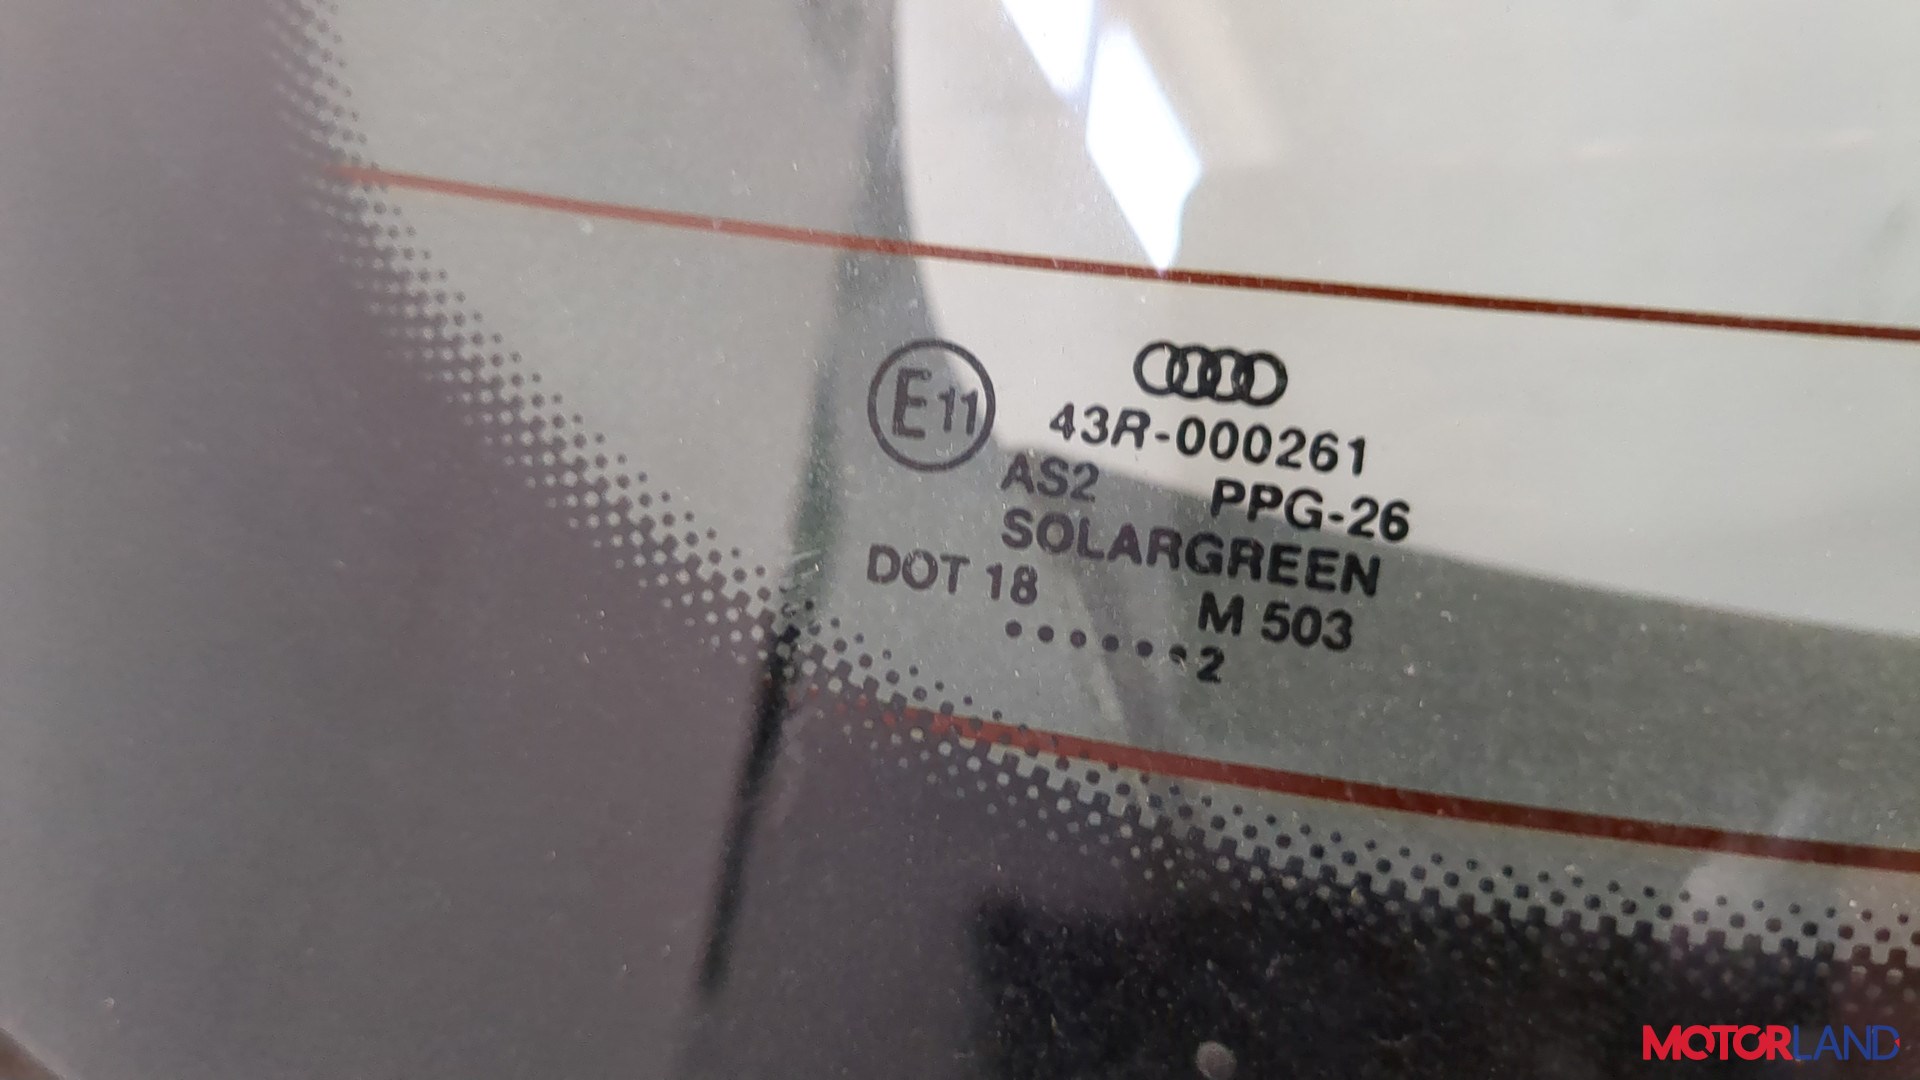 E11
43R-000261
AS2 PPG-26
SOLARGREEN
DOT 18 M 503
• • • • • • 2
MOTORLAND